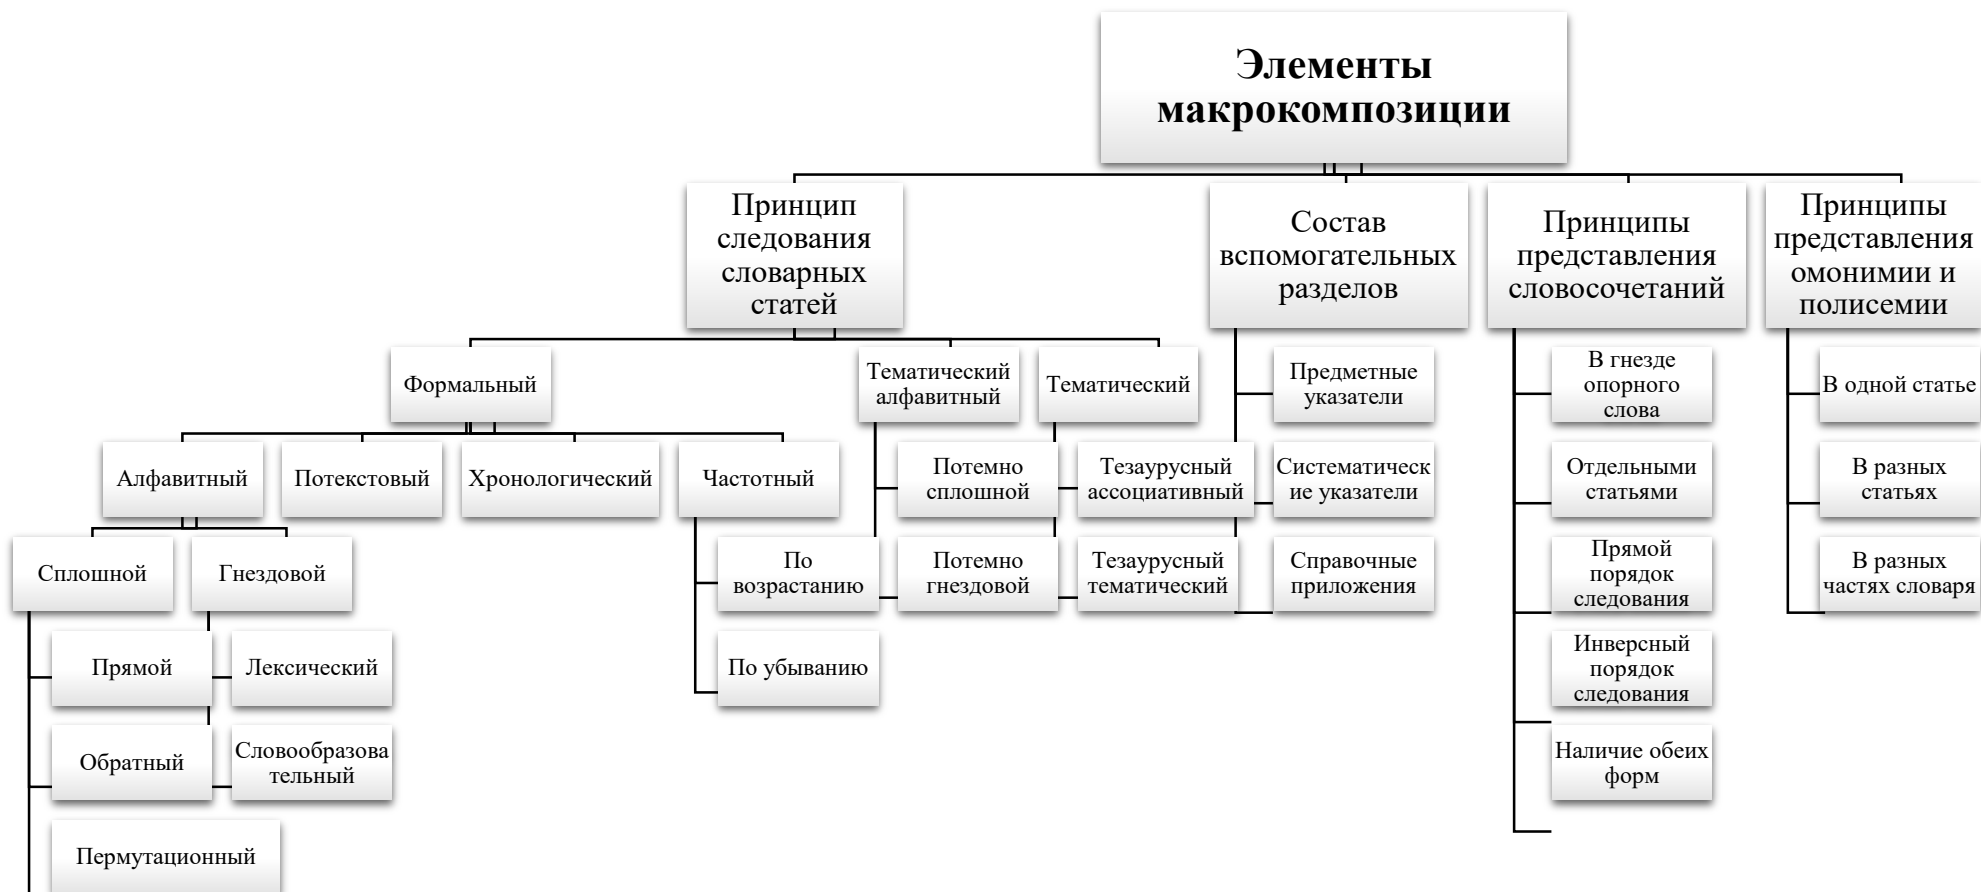 Элементы
макрокомпозиции
Принцип
следования
словарных
статей
Состав
вспомогательных
разделов
Принципы
представления
словосочетаний
Принципы
представления
омонимии и
полисемии
Формальный
Тематический
алфавитный
Тематический
Предметные
указатели
В гнезде
опорного
слова
В одной статье
Алфавитный
Потекстовый
Хронологический
Частотный
Потемно
сплошной
Тезаурусный
ассоциативный
Систематическ
ие указатели
Отдельными
статьями
В разных
статьях
Сплошной
Гнездовой
По
возрастанию
Потемно
гнездовой
Тезаурусный
тематический
Справочные
приложения
Прямой
порядок
следования
В разных
частях словаря
Прямой
Лексический
По убыванию
Инверсный
порядок
следования
Обратный
Словообразова
тельный
Наличие обеих
форм
Пермутационный